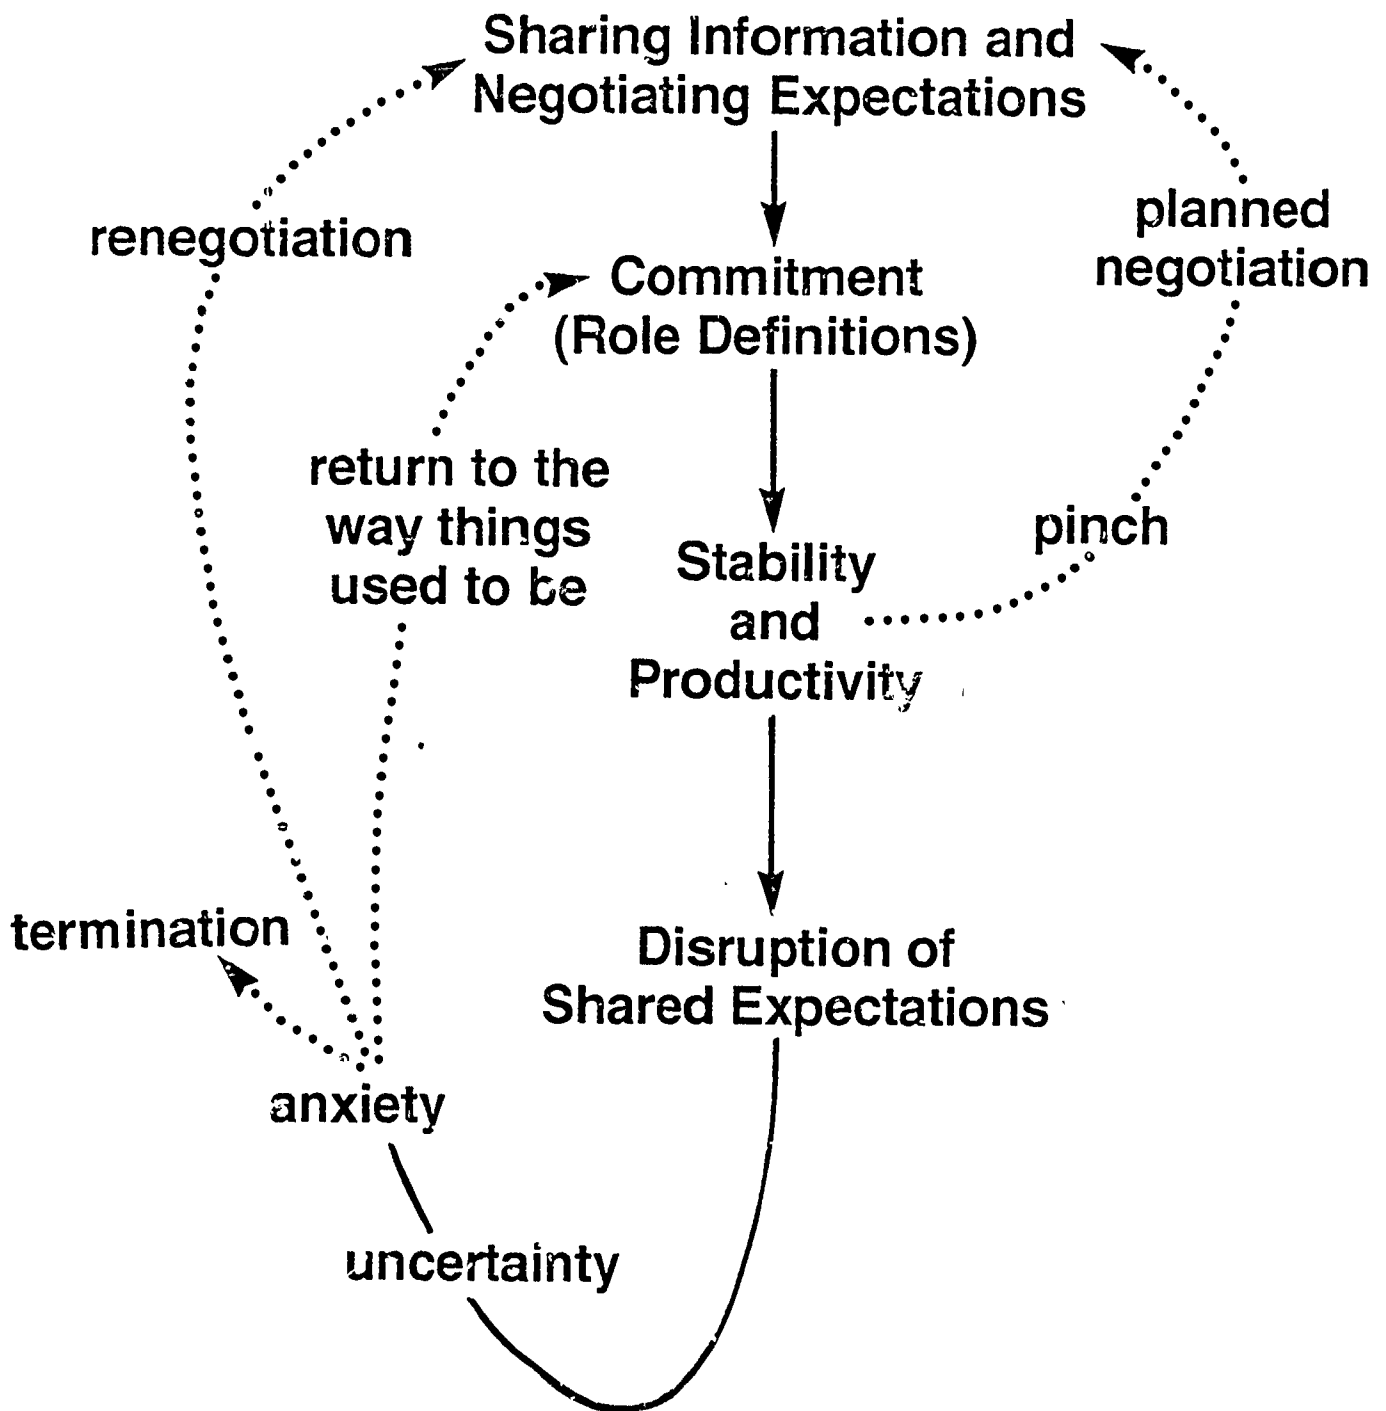 Sharing Information and
Negotiating Expectations
renegotiation
planned
negotiation
Commitment
(Role Definitions)
return to the
way things
used to be
pinch
Stability
and
Productivity
termination
Disruption of
Shared Expectations
anxiety
uncertainty